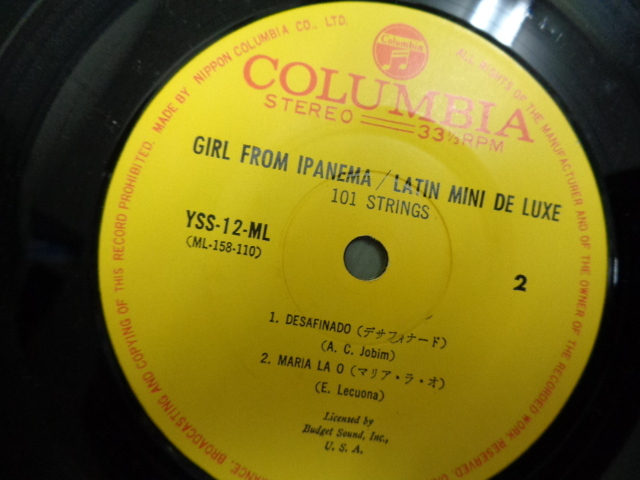 Columbia
COLUMBIA
STEREO 33⅓RPM
GIRL FROM IPANEMA / LATIN MINI DE LUXE
101 STRINGS
YSS-12-ML
(ML-158-110)
2
1. DESAFINADO (デサフィナード)
(A. C. Jobim)
2. MARIA LA O (マリア・ラ・オ)
(E. Lecuona)
Licensed by
Budget Sound, Inc.,
U. S. A.
MADE BY NIPPON COLUMBIA CO., LTD.
ALL RIGHTS OF THE MANUFACTURER AND OF THE OWNER OF THE RECORDED WORK RESERVED.
BROADCASTING AND COPYING OF THIS RECORD PROHIBITED.